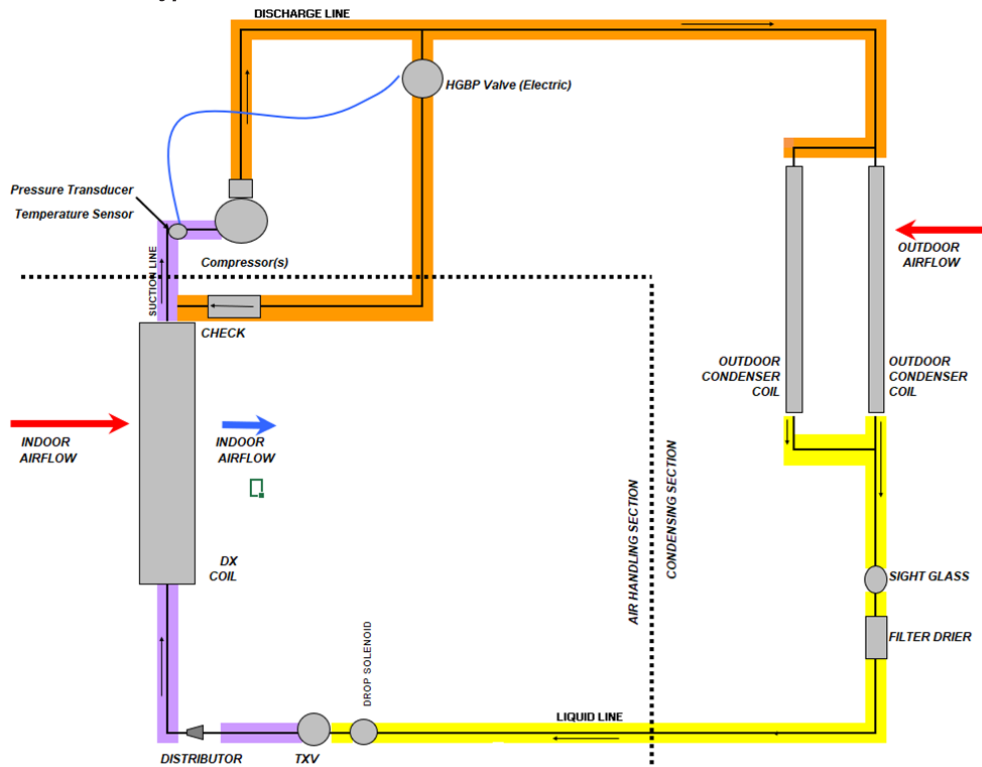 DISCHARGE LINE
HGBP Valve (Electric)
Pressure Transducer
Temperature Sensor
SUCTION LINE
Compressor(s)
OUTDOOR
AIRFLOW
CHECK
OUTDOOR
CONDENSER
COIL
OUTDOOR
CONDENSER
COIL
INDOOR
AIRFLOW
INDOOR
AIRFLOW
AIR HANDLING SECTION
CONDENSING SECTION
DX
COIL
SIGHT GLASS
FILTER DRIER
DROP SOLENOID
LIQUID LINE
DISTRIBUTOR
TXV